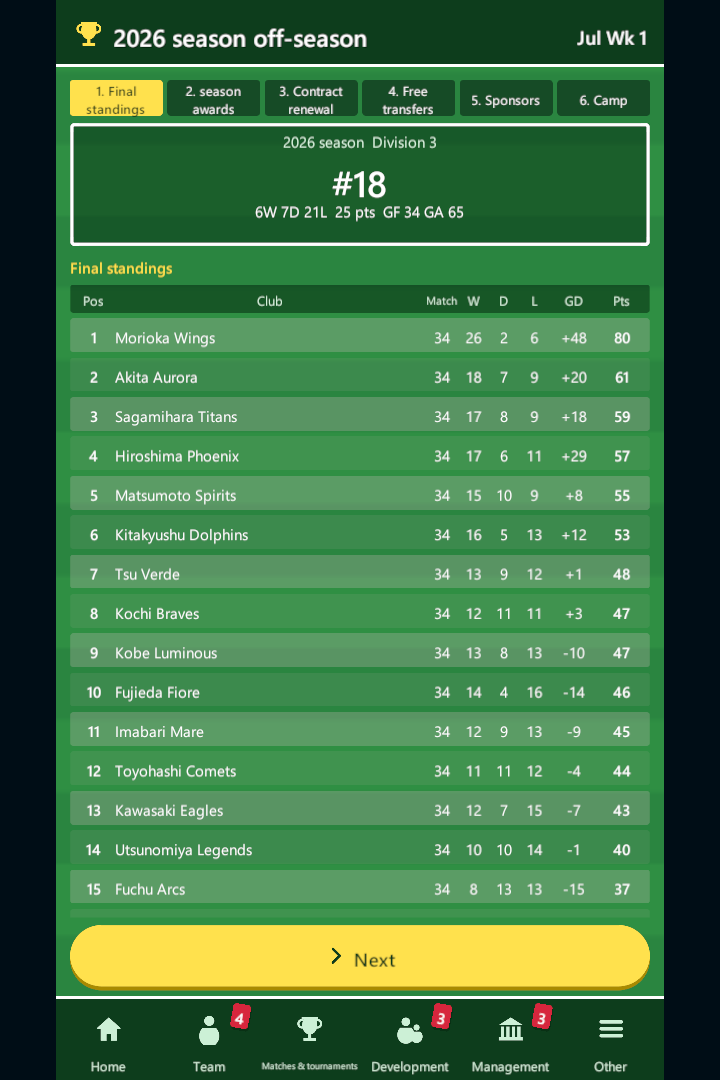 2026 season off-season
Jul Wk 1
1. Final standings
2. season awards
3. Contract renewal
4. Free transfers
5. Sponsors
6. Camp
2026 season Division 3
#18
6W 7D 21L 25 pts GF 34 GA 65
Final standings
Pos Club Match W D L GD Pts
1 Morioka Wings 34 26 2 6 +48 80
2 Akita Aurora 34 18 7 9 +20 61
3 Sagamihara Titans 34 17 8 9 +18 59
4 Hiroshima Phoenix 34 17 6 11 +29 57
5 Matsumoto Spirits 34 15 10 9 +8 55
6 Kitakyushu Dolphins 34 16 5 13 +12 53
7 Tsu Verde 34 13 9 12 +1 48
8 Kochi Braves 34 12 11 11 +3 47
9 Kobe Luminous 34 13 8 13 -10 47
10 Fujieda Fiore 34 14 4 16 -14 46
11 Imabari Mare 34 12 9 13 -9 45
12 Toyohashi Comets 34 11 11 12 -4 44
13 Kawasaki Eagles 34 12 7 15 -7 43
14 Utsunomiya Legends 34 10 10 14 -1 40
15 Fuchu Arcs 34 8 13 13 -15 37
Next
4
3
3
Home
Team
Matches & tournaments
Development
Management
Other